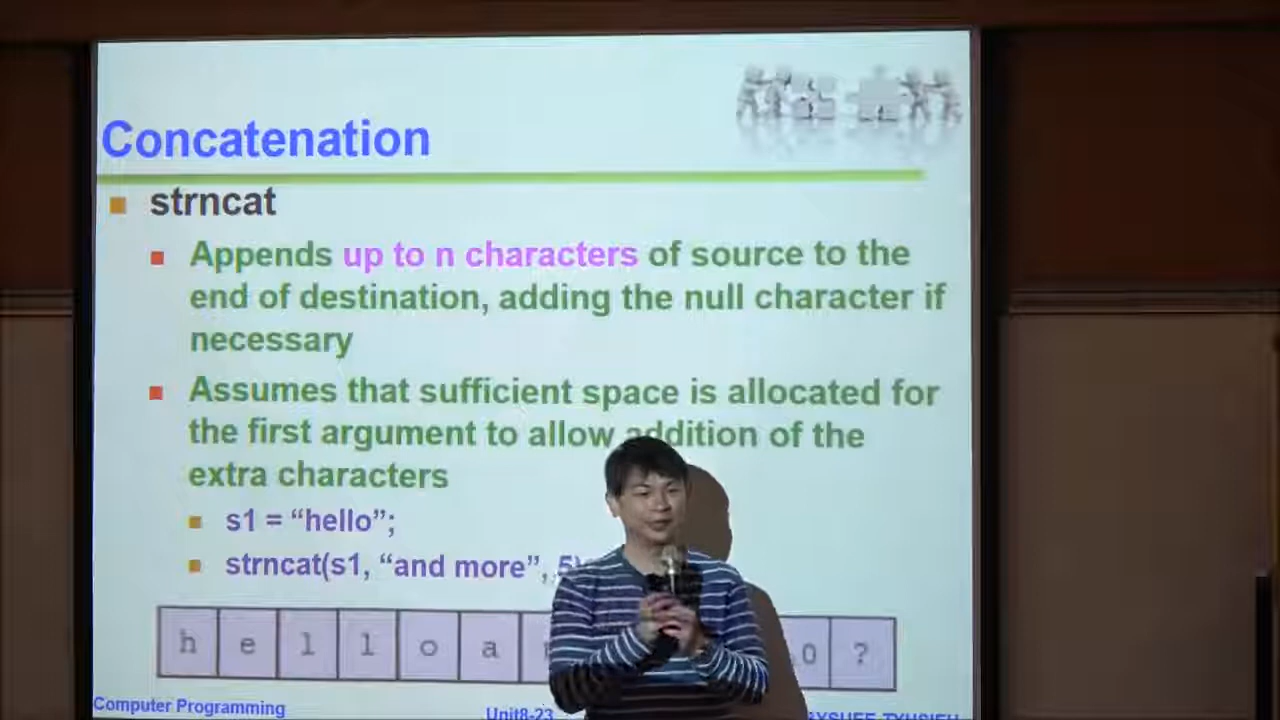 Concatenation
strncat
Appends up to n characters of source to the
end of destination, adding the null character if
necessary
Assumes that sufficient space is allocated for
the first argument to allow addition of the
extra characters
s1 = “hello”;
strncat(s1, “and more”, 5)
h e l l o a 0 ?
Computer Programming Unit8-23